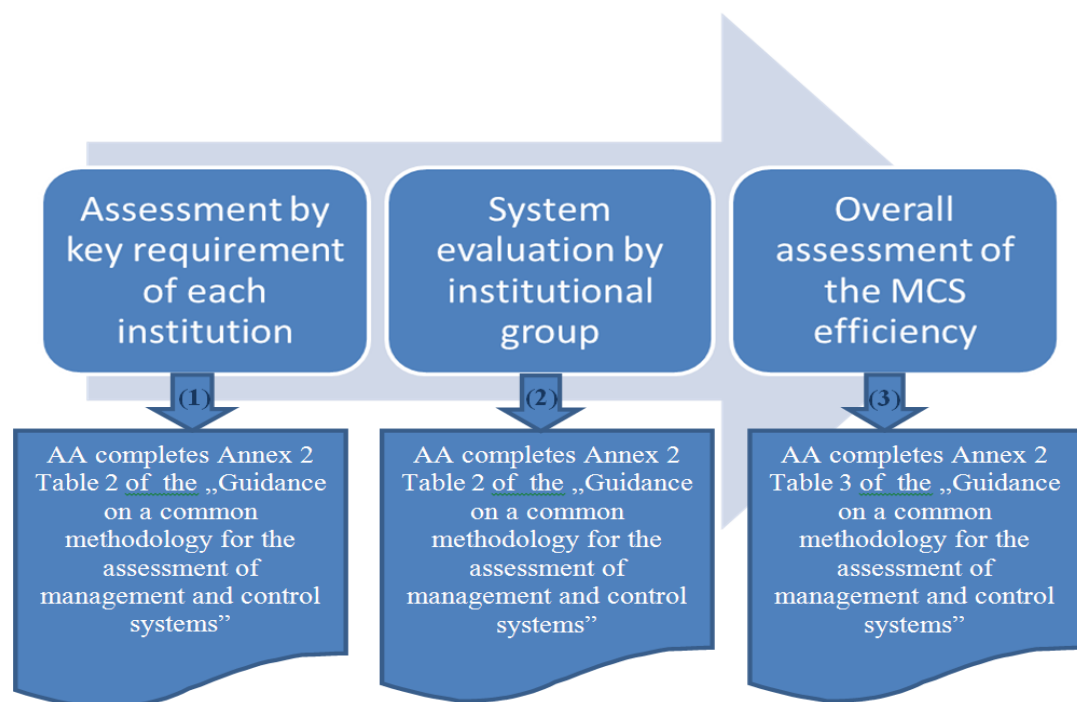 Assessment by
key requirement
of each
institution
System
evaluation by
institutional
group
Overall
assessment of
the MCS
efficiency
(1)
(2)
(3)
AA completes Annex 2
Table 2 of the „Guidance
on a common
methodology for the
assessment of
management and control
systems”
AA completes Annex 2
Table 2 of the „Guidance
on a common
methodology for the
assessment of
management and control
systems”
AA completes Annex 2
Table 3 of the „Guidance
on a common
methodology for the
assessment of
management and control
systems”